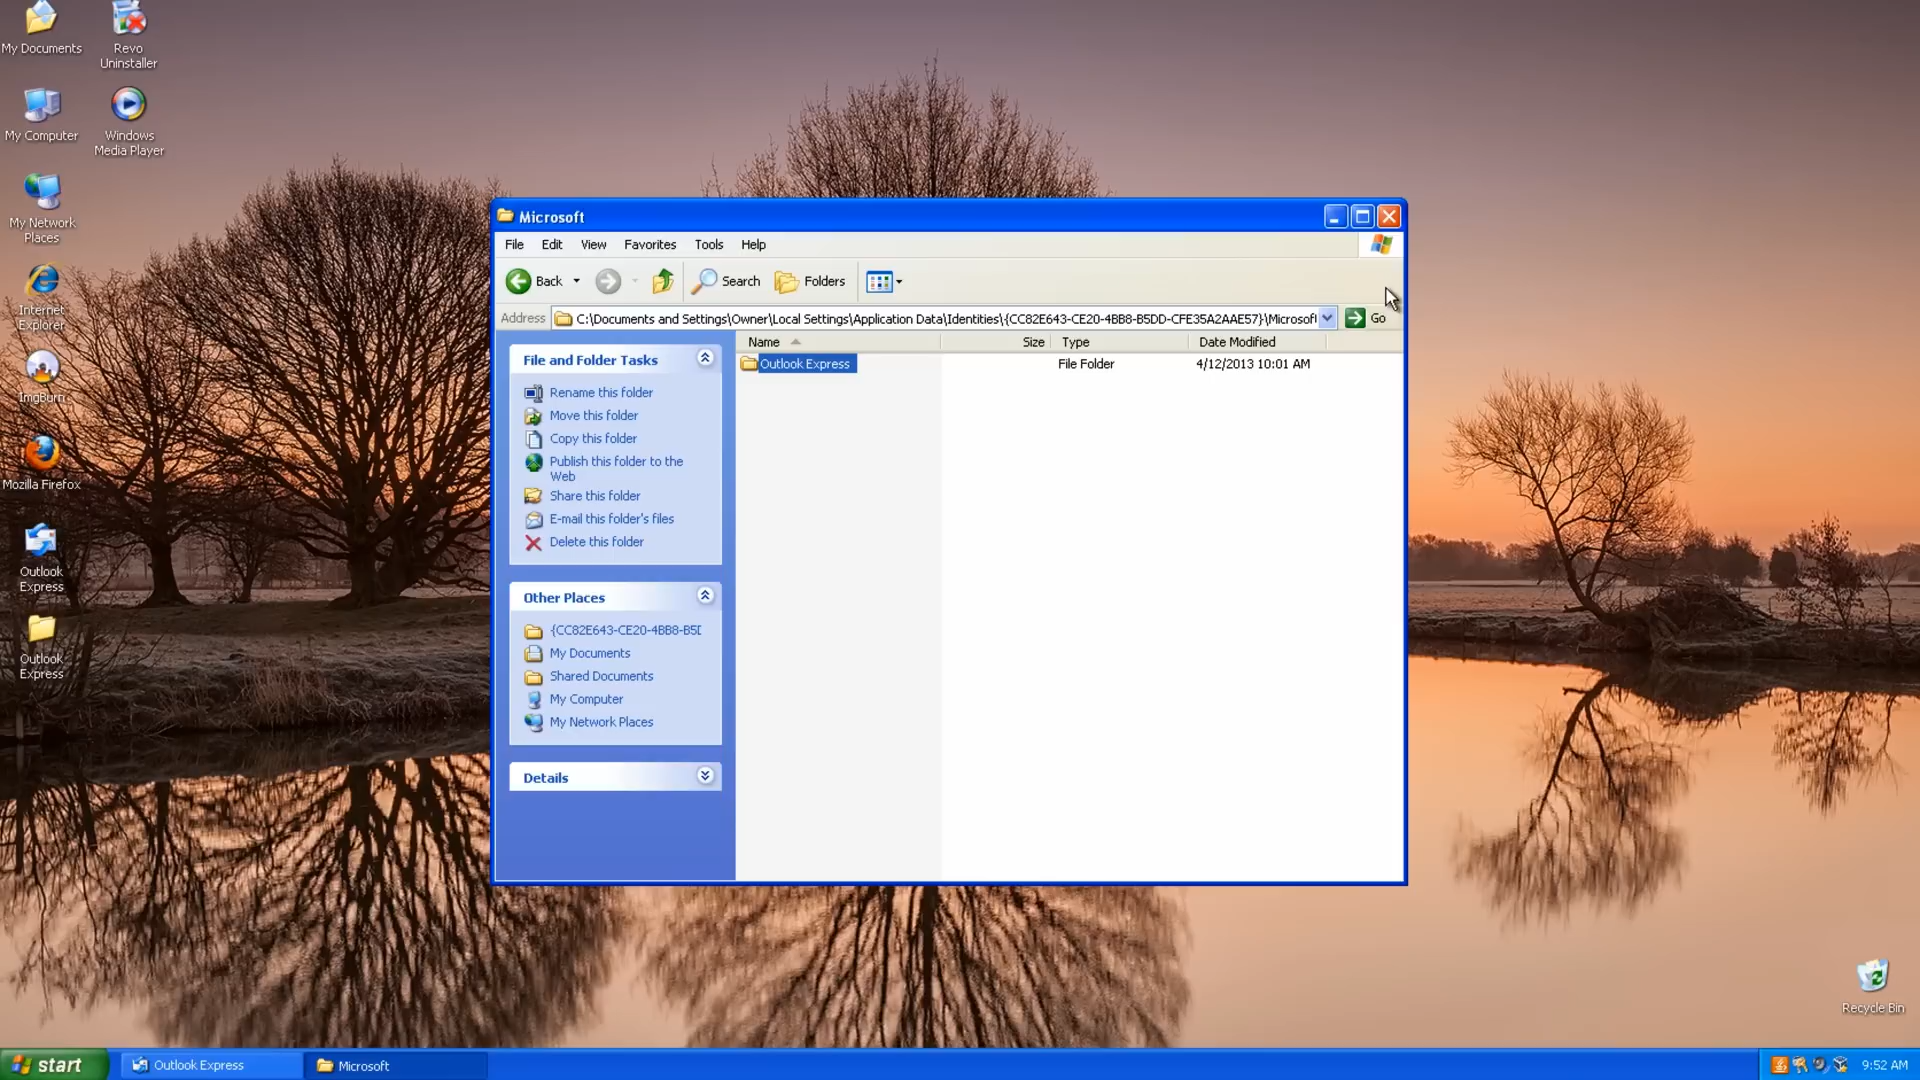 My Documents
Revo
Uninstaller
My Computer
Windows
Media Player
My Network
Places
Internet
Explorer
ImgBurn
Mozilla Firefox
Outlook
Express
Outlook
Express
Microsoft
File Edit View Favorites Tools Help
Back Search Folders
Address C:\Documents and Settings\Owner\Local Settings\Application Data\Identities\{CC82E643-CE20-4BB8-B5DD-CFE35A2AAE57}\Microsoft Go
File and Folder Tasks
Rename this folder
Move this folder
Copy this folder
Publish this folder to the
Web
Share this folder
E-mail this folder's files
Delete this folder
Other Places
{CC82E643-CE20-4BB8-B5D
My Documents
Shared Documents
My Computer
My Network Places
Details
Name Size Type Date Modified
Outlook Express File Folder 4/12/2013 10:01 AM
Recycle Bin
start Outlook Express Microsoft 9:52 AM